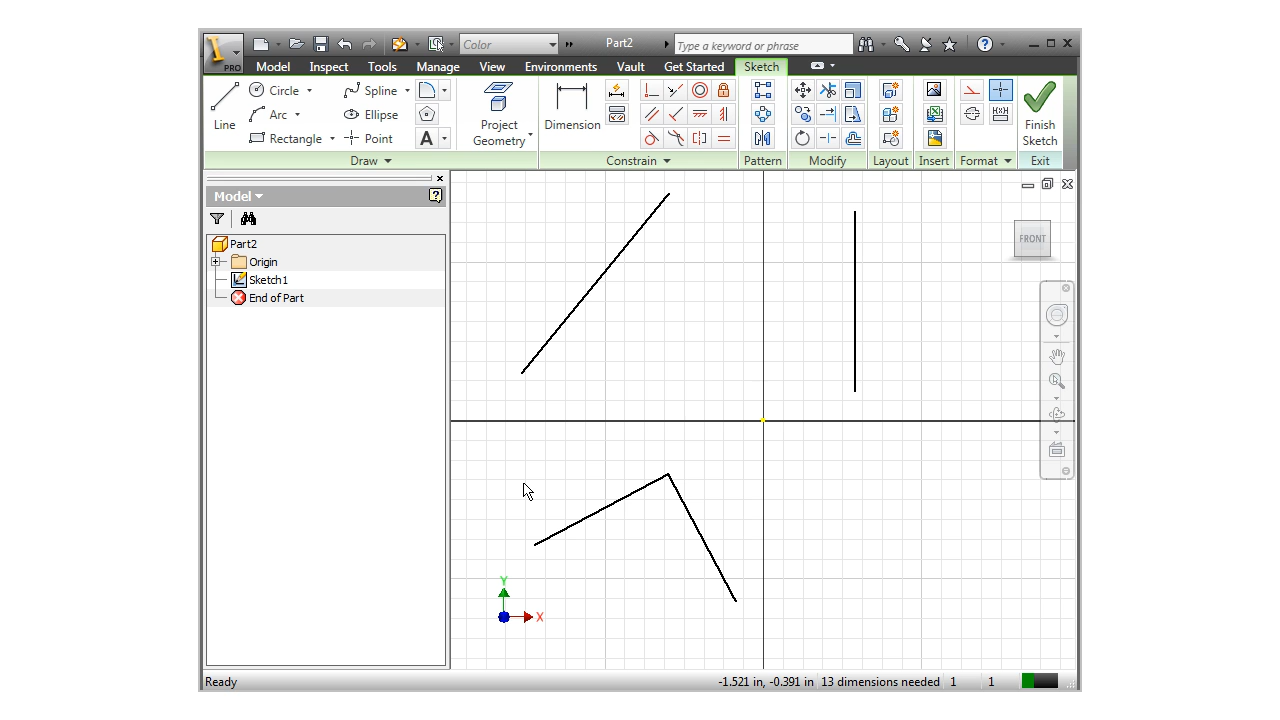 PRO
Color
Part2
Type a keyword or phrase
Model Inspect Tools Manage View Environments Vault Get Started Sketch
Line
Circle
Arc
Rectangle
Spline
Ellipse
Point
A
Project
Geometry
Dimension
Finish
Sketch
Draw Constrain Pattern Modify Layout Insert Format Exit
Model
Part2
Origin
Sketch1
End of Part
FRONT
Y
X
Ready
-1.521 in, -0.391 in 13 dimensions needed 1 1